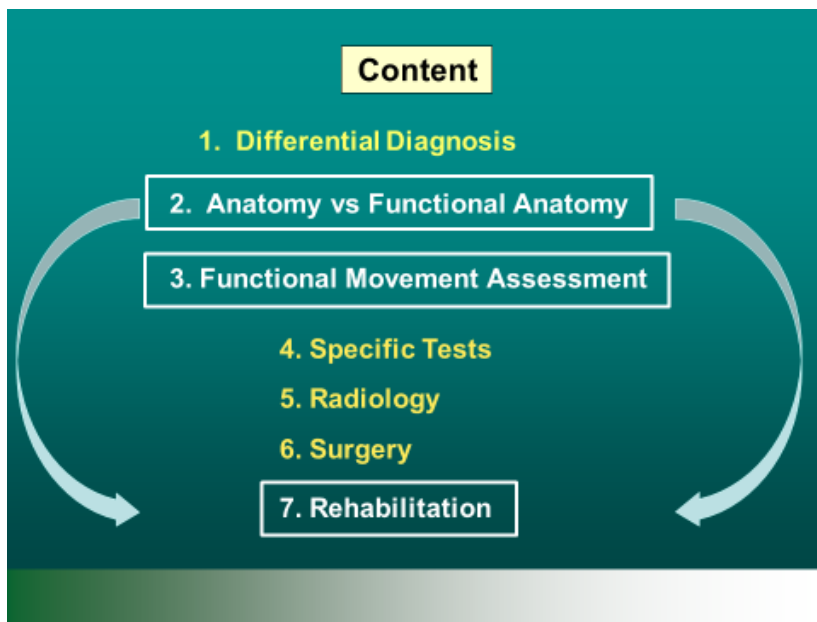 Content
1. Differential Diagnosis
2. Anatomy vs Functional Anatomy
3. Functional Movement Assessment
4. Specific Tests
5. Radiology
6. Surgery
7. Rehabilitation